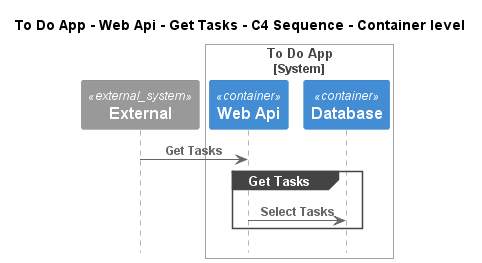 To Do App - Web Api - Get Tasks - C4 Sequence - Container level
To Do App
[System]
«external_system»
External
«container»
Web Api
«container»
Database
Get Tasks
Get Tasks
Select Tasks